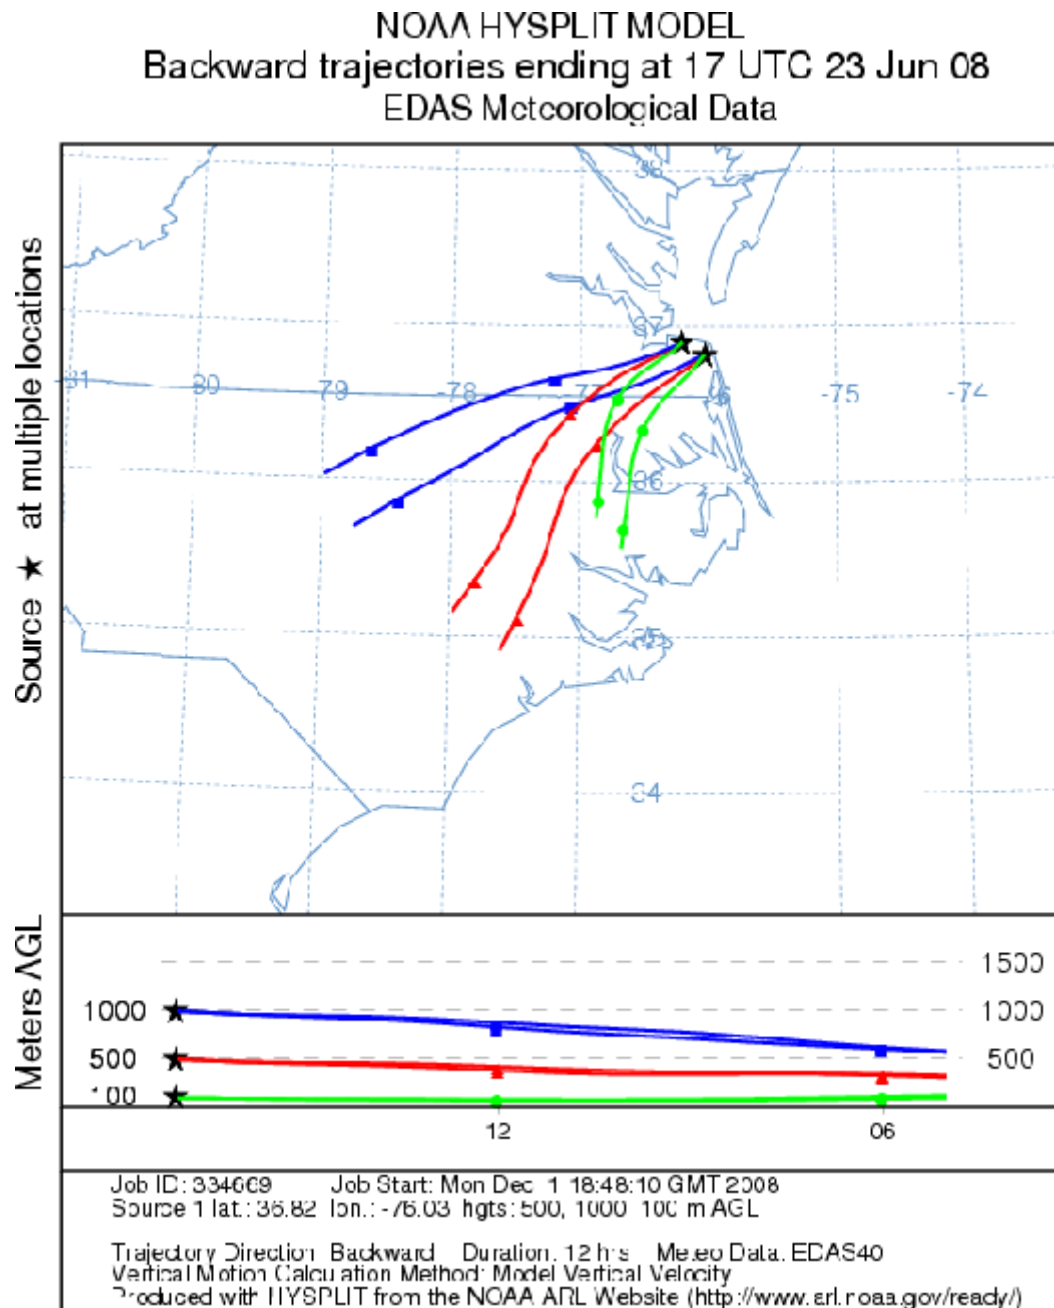 NOAA HYSPLIT MODEL
Backward trajectories ending at 17 UTC 23 Jun 08
EDAS Meteorological Data
Source ★ at multiple locations
38
37
80
79
-78
-77
-75
-74
36
35
34
Meters AGL
1500
1000 1000
500 500
100
12 06
Job ID: 334669 Job Start: Mon Dec 1 18:48:10 GMT 2008
Source 1 lat.: 36.82 lon.: -76.03 hgts: 500, 1000, 100 m AGL
Trajectory Direction: Backward Duration: 12 hrs Meteo Data: EDAS40
Vertical Motion Calculation Method: Model Vertical Velocity
Produced with HYSPLIT from the NOAA ARL Website (http://www.arl.noaa.gov/ready/)